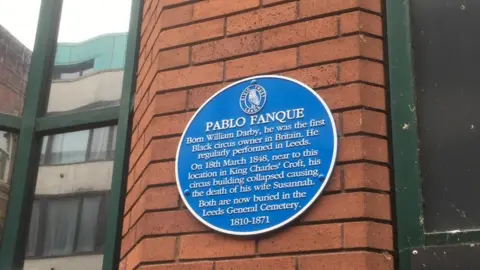 PABLO FANQUE
Born William Darby, he was the first
Black circus owner in Britain. He
regularly performed in Leeds.
On 18th March 1848, near to this
location in King Charles' Croft, his
circus building collapsed causing
the death of his wife Susannah.
Both are now buried in the
Leeds General Cemetery.
1810-1871